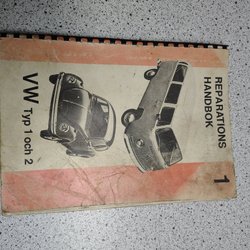 REPARATIONS
HANDBOK
1
VW Typ 1 och 2